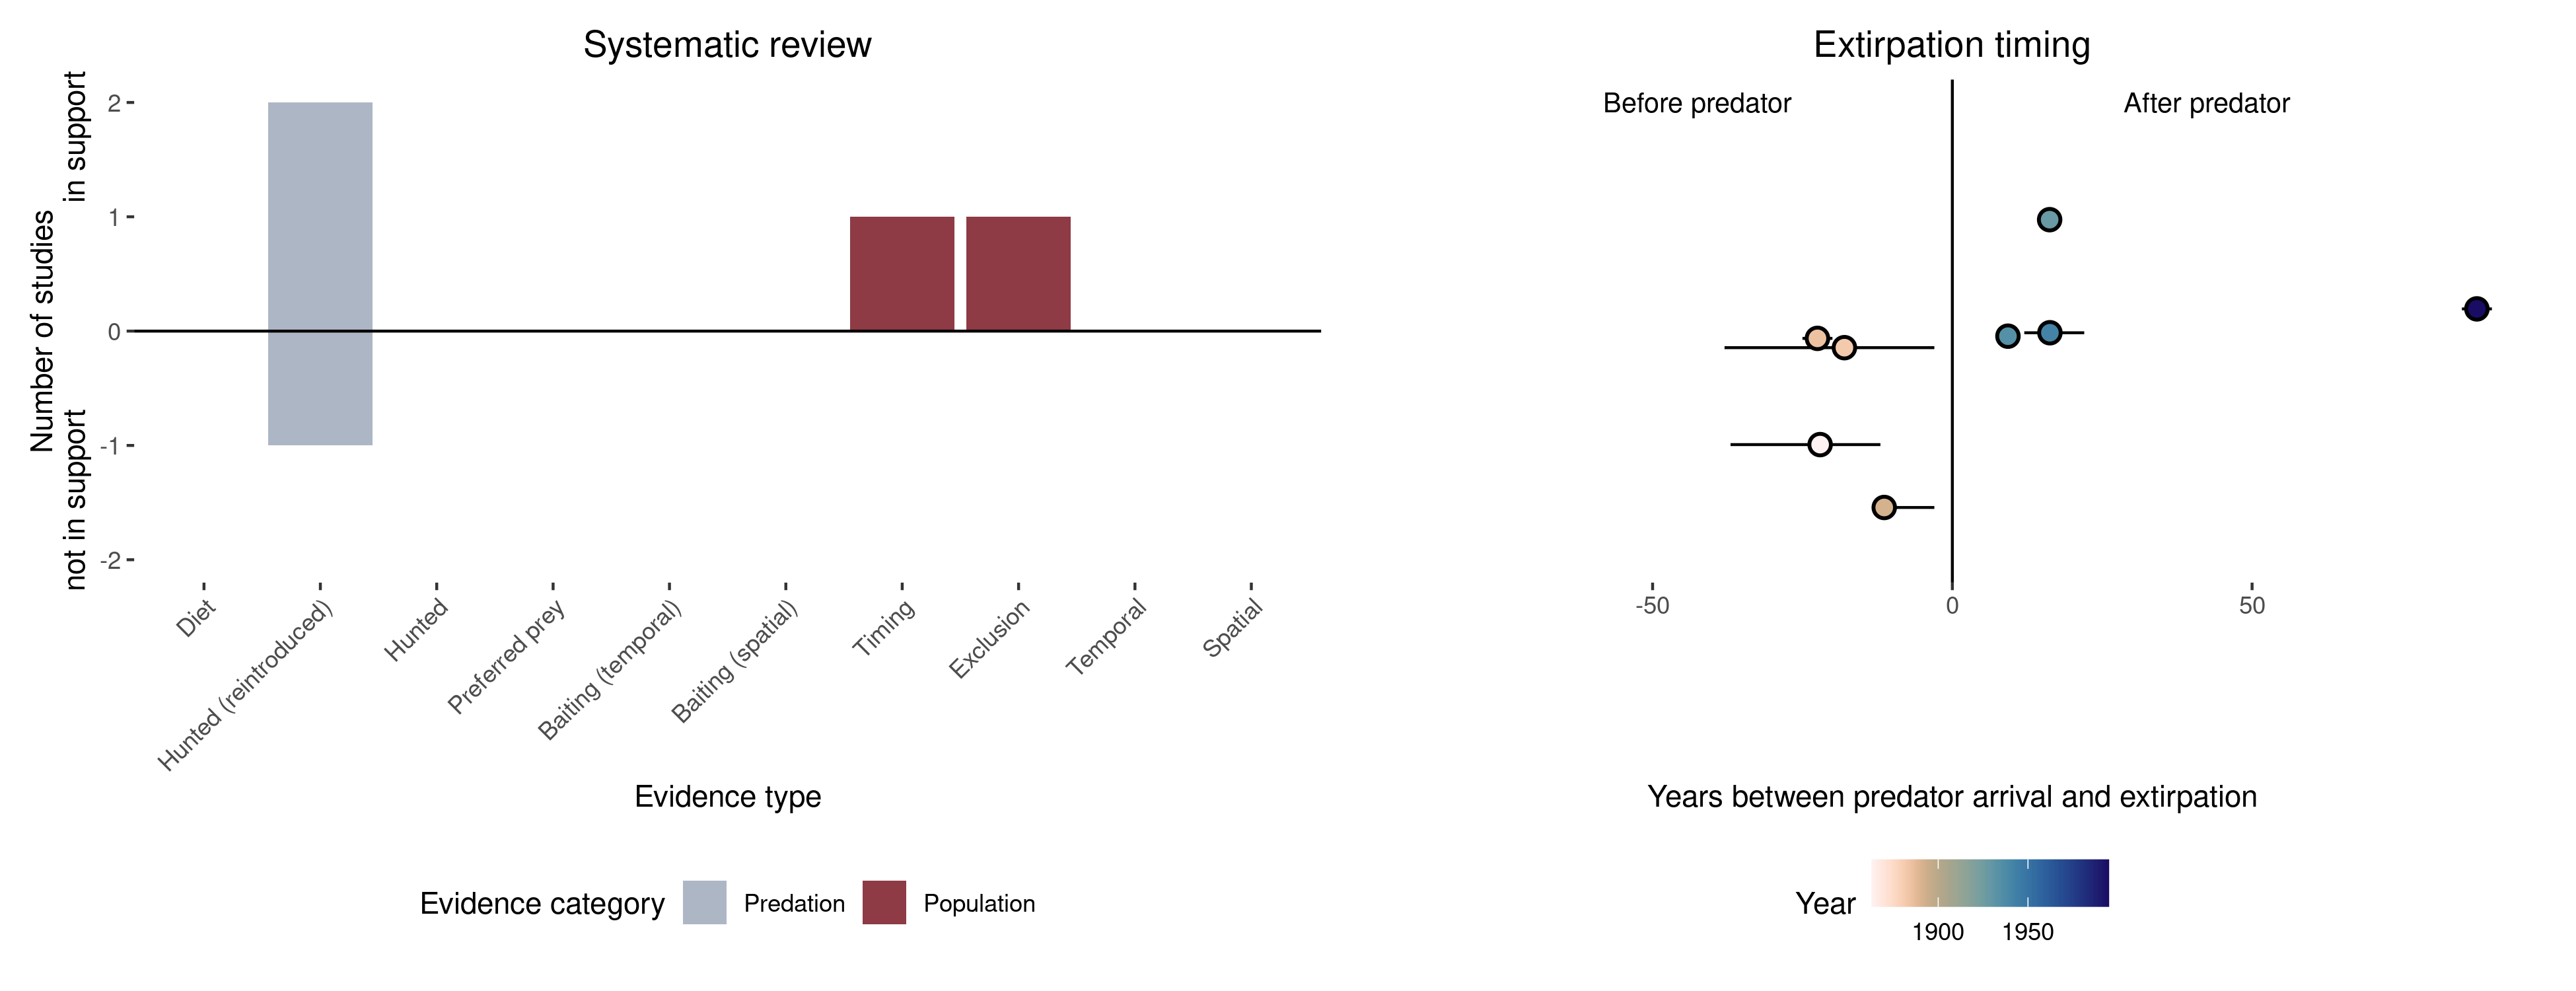 Systematic review
Number of studies
not in support
in support
2
1
0
-1
-2
Diet
Hunted (reintroduced)
Hunted
Preferred prey
Baiting (temporal)
Baiting (spatial)
Timing
Exclusion
Temporal
Spatial
Evidence type
Evidence category
Predation
Population
Extirpation timing
Before predator
After predator
-50
0
50
Years between predator arrival and extirpation
Year
1900
1950